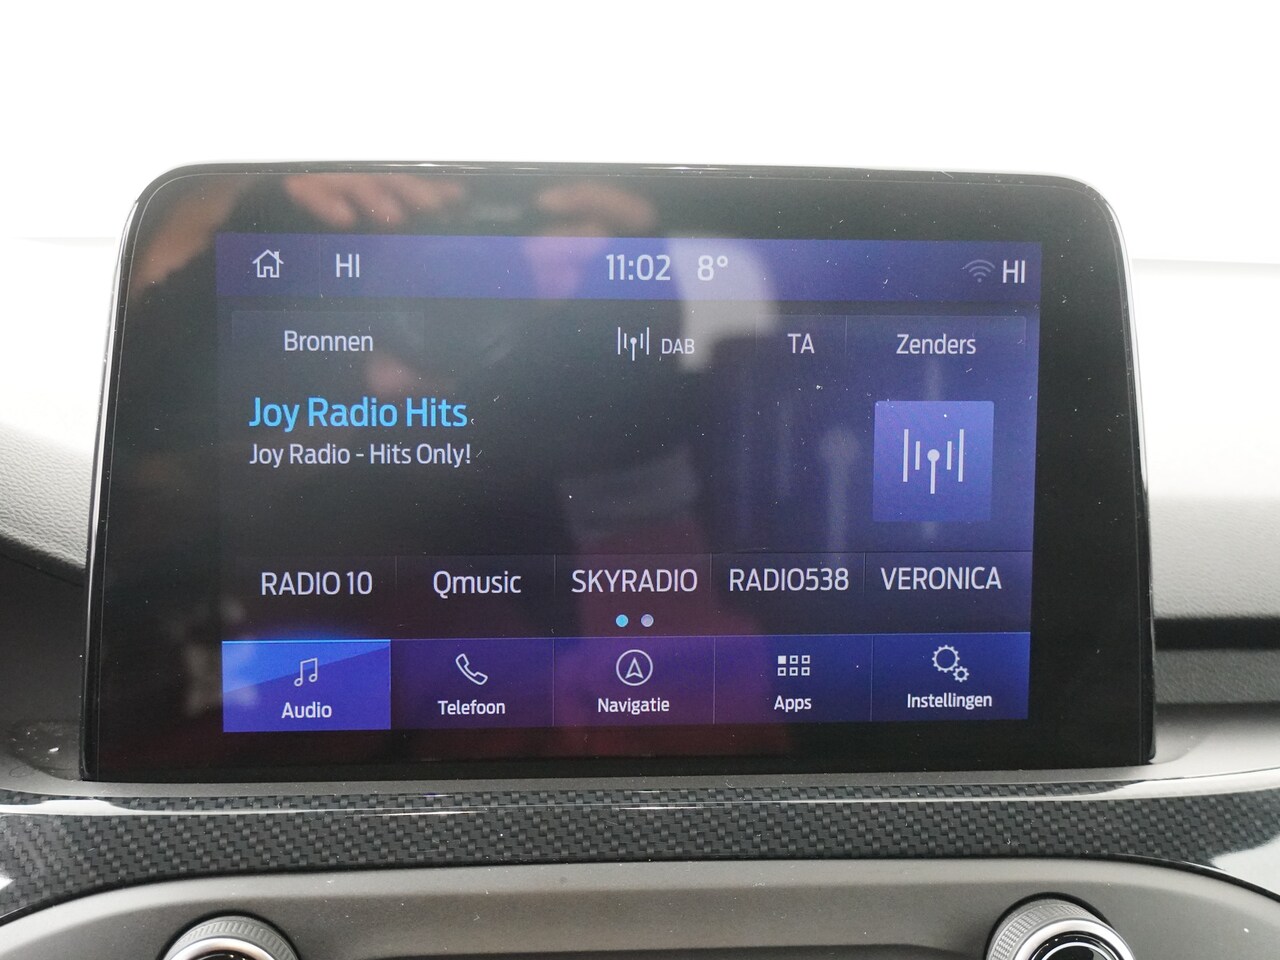 HI 11:02 8° HI
Bronnen DAB TA Zenders
Joy Radio Hits
Joy Radio - Hits Only!
RADIO 10 Qmusic SKYRADIO RADIO538 VERONICA
Audio Telefoon Navigatie Apps Instellingen